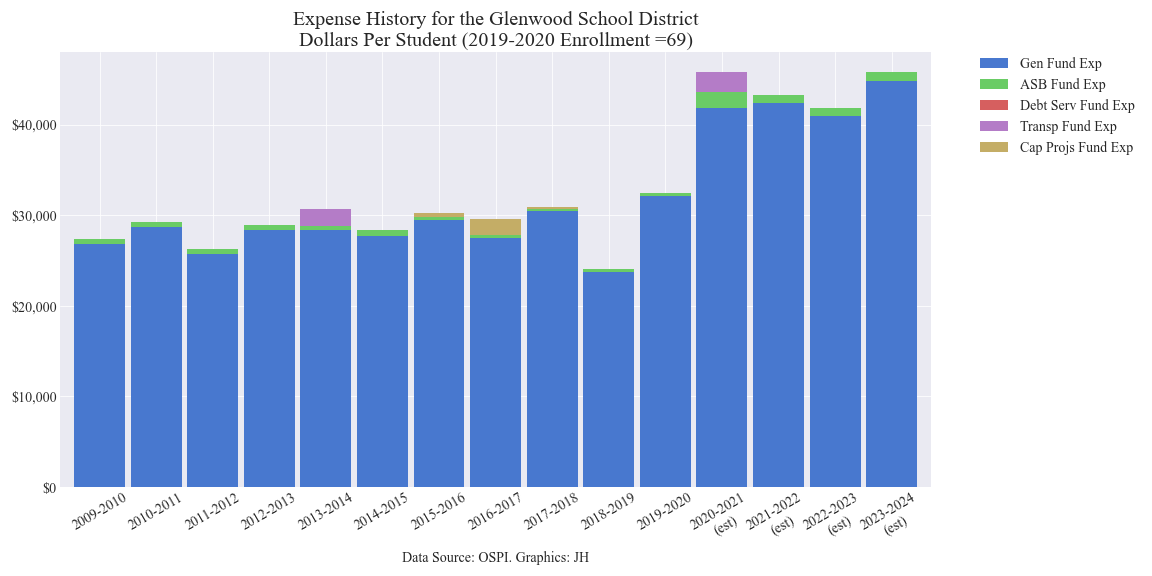 Expense History for the Glenwood School District
Dollars Per Student (2019-2020 Enrollment =69)
Gen Fund Exp
ASB Fund Exp
Debt Serv Fund Exp
Transp Fund Exp
Cap Projs Fund Exp
$40,000
$30,000
$20,000
$10,000
$0
2009-2010
2010-2011
2011-2012
2012-2013
2013-2014
2014-2015
2015-2016
2016-2017
2017-2018
2018-2019
2019-2020
2020-2021
(est)
2021-2022
(est)
2022-2023
(est)
2023-2024
(est)
Data Source: OSPI. Graphics: JH